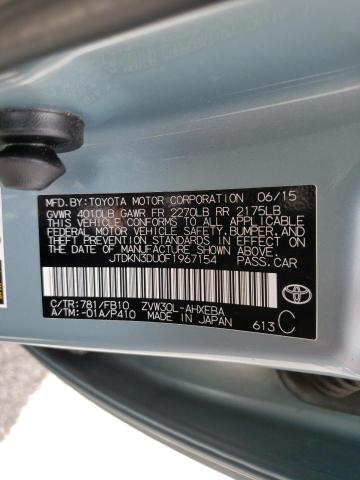 MFD.BY:TOYOTA MOTOR CORPORATION 06/15
GVWR 4010LB GAWR FR 2270LB RR 2175LB
THIS VEHICLE CONFORMS TO ALL APPLICABLE
FEDERAL MOTOR VEHICLE SAFETY, BUMPER, AND
THEFT PREVENTION STANDARDS IN EFFECT ON
THE DATE OF MANUFACTURE SHOWN ABOVE.
JTDKN3DU0F1967154 PASS.CAR
C/TR:781/FB10 ZVW30L-AHXEBA
A/TM:-01A/P410 MADE IN JAPAN 613 C